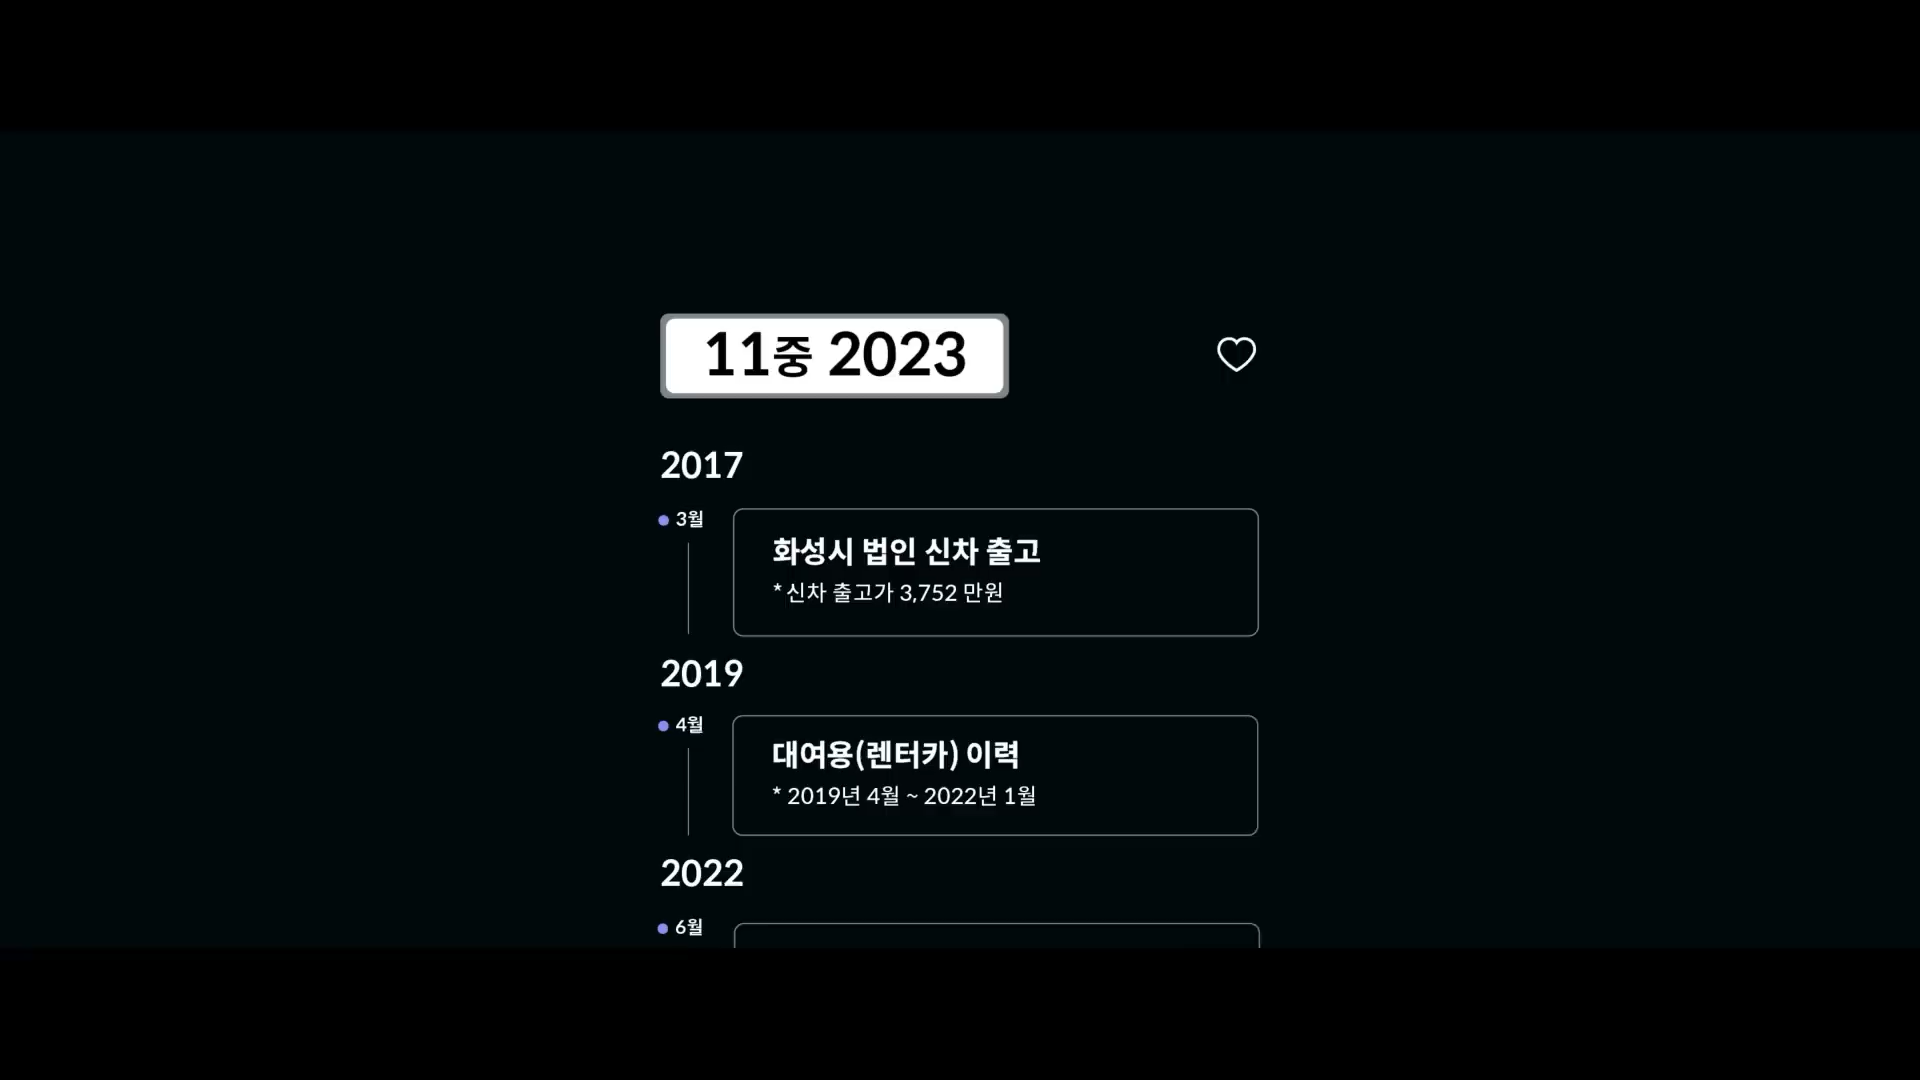 11중 2023
2017
3월
화성시 법인 신차 출고
* 신차 출고가 3,752 만원
2019
4월
대여용(렌터카) 이력
* 2019년 4월 ~ 2022년 1월
2022
6월